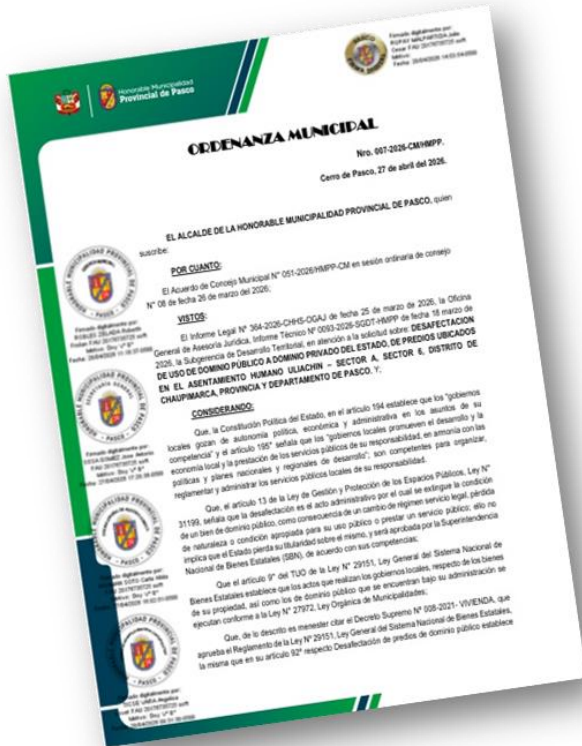 Honorable Municipalidad
Provincial de Pasco
Firmado digitalmente por:
ORDENANZA MUNICIPAL
Nro. 007-2026-CM/HMPP.
Cerro de Pasco, 27 de abril del 2026.
EL ALCALDE DE LA HONORABLE MUNICIPALIDAD PROVINCIAL DE PASCO, quien
suscribe:
POR CUANTO:
El Acuerdo de Concejo Municipal N° 051-2026/HMPP-CM en sesión ordinaria de consejo
N° 08 de fecha 26 de marzo del 2026;
VISTOS:
El Informe Legal Nº 364-2026-CHHS-OGAJ de fecha 25 de marzo de 2026, la Oficina
General de Asesoría Jurídica, Informe Técnico Nº 0093-2026-SGDT-HMPP de fecha 18 de marzo de
2026, la Subgerencia de Desarrollo Territorial, en atención a la solicitud sobre: DESAFECTACION
DE USO DE DOMINIO PÚBLICO A DOMINIO PRIVADO DEL ESTADO, DE PREDIOS UBICADOS
EN EL ASENTAMIENTO HUMANO ULIACHIN – SECTOR A, SECTOR 6, DISTRITO DE
CHAUPIMARCA, PROVINCIA Y DEPARTAMENTO DE PASCO, Y;
CONSIDERANDO:
Que, la Constitución Política del Estado, en el artículo 194 establece que los "gobiernos
locales gozan de autonomía política, económica y administrativa en los asuntos de su
competencia" y el artículo 195° señala que los "gobiernos locales promueven el desarrollo y la
economía local y la prestación de los servicios públicos de su responsabilidad, en armonía con las
políticas y planes nacionales y regionales de desarrollo"; son competentes para organizar,
reglamentar y administrar los servicios públicos locales de su responsabilidad.
Que, el artículo 13 de la Ley de Gestión y Protección de los Espacios Públicos, Ley N°
31199, señala que la desafectación es el acto administrativo por el cual se extingue la condición
de un bien de dominio público, como consecuencia de un cambio de régimen servicio legal, pérdida
de naturaleza o condición apropiada para su uso público o prestar un servicio público; ello no
implica que el Estado pierda su titularidad sobre el mismo, y será aprobada por la Superintendencia
Nacional de Bienes Estatales (SBN), de acuerdo con sus competencias;
Que el artículo 9° del TUO de la Ley N° 29151, Ley General del Sistema Nacional de
Bienes Estatales establece que los actos que realizan los gobiernos locales, respecto de los bienes
de su propiedad, así como los de dominio público que se encuentran bajo su administración se
ejecutan conforme a la Ley N° 27972, Ley Orgánica de Municipalidades;
Que, de lo descrito es menester citar el Decreto Supremo Nº 008-2021- VIVIENDA, que
aprueba el Reglamento de la Ley Nº 29151, Ley General del Sistema Nacional de Bienes Estatales,
la misma que en su artículo 92° respecto Desafectación de predios de dominio público establece